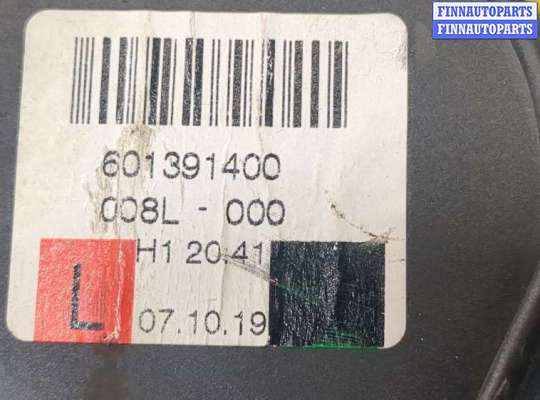 FINNAUTOPARTS
FINNAUTOPARTS
601391400
008L - 000
H1 20.41
L 07.10.19